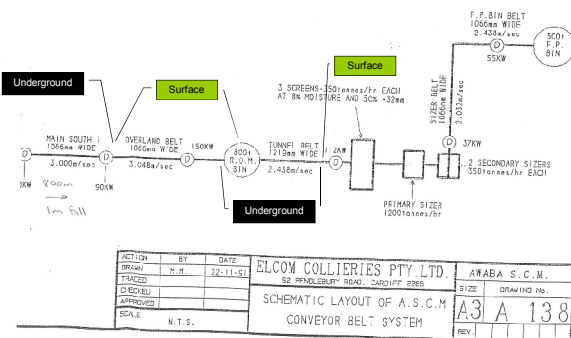 F.P.BIN BELT
1066mm WIDE
2.438m/sec
D
55KW
500t
F.P.
BIN
Surface
Underground
Surface
3 SCREENS-350tonnes/hr EACH
AT 8% MOISTURE AND 50% +32mm
SIZER BELT
1066mm WIDE
2.032m/sec
MAIN SOUTH 1
1066mm WIDE
3.000m/sec
OVERLAND BELT
1066mm WIDE
3.048m/sec
150KW
800t
R.O.M.
BIN
TUNNEL BELT
1219mm WIDE
2.438m/sec
D
D
D
D
D
37KW
90KW
800m
1m Fall
2 SECONDARY SIZERS
350tonnes/hr EACH
Underground
PRIMARY SIZER
1200tonnes/hr
ACTION BY DATE
DRAWN M.M. 22-11-91
TRACED
CHECKED
APPROVED
SCALE N.T.S.
ELCOM COLLIERIES PTY.LTD.
52 PENDLEBURY ROAD. CARDIFF 2285
SCHEMATIC LAYOUT OF A.S.C.M
CONVEYOR BELT SYSTEM
AWABA S.C.M.
SIZE DRAWING No.
A3 A 138
REV.